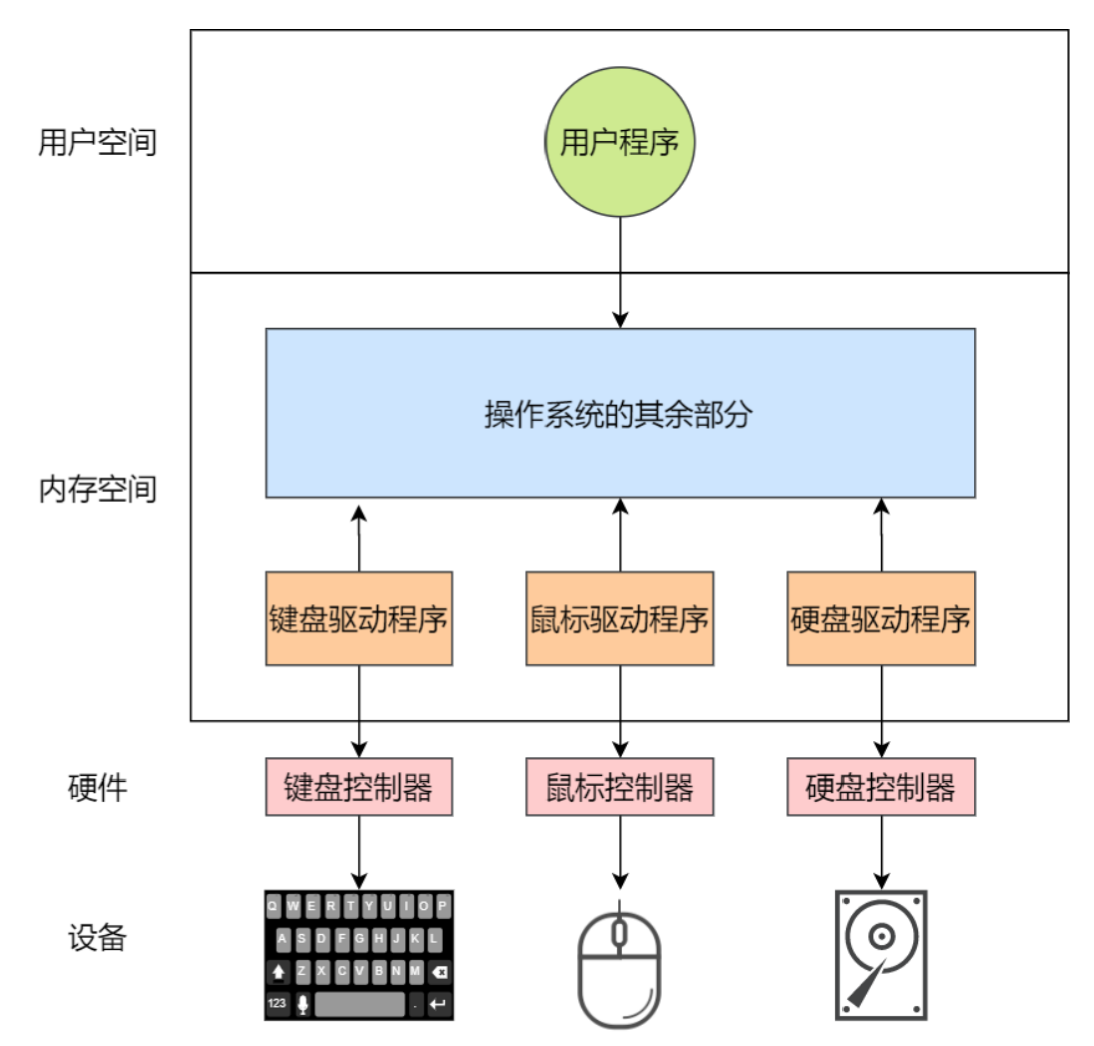 用户空间
用户程序
操作系统的其余部分
内存空间
键盘驱动程序
鼠标驱动程序
硬盘驱动程序
硬件
键盘控制器
鼠标控制器
硬盘控制器
设备
Q W E R T Y U I O P
A S D F G H J K L
Z X C V B N M
123 .